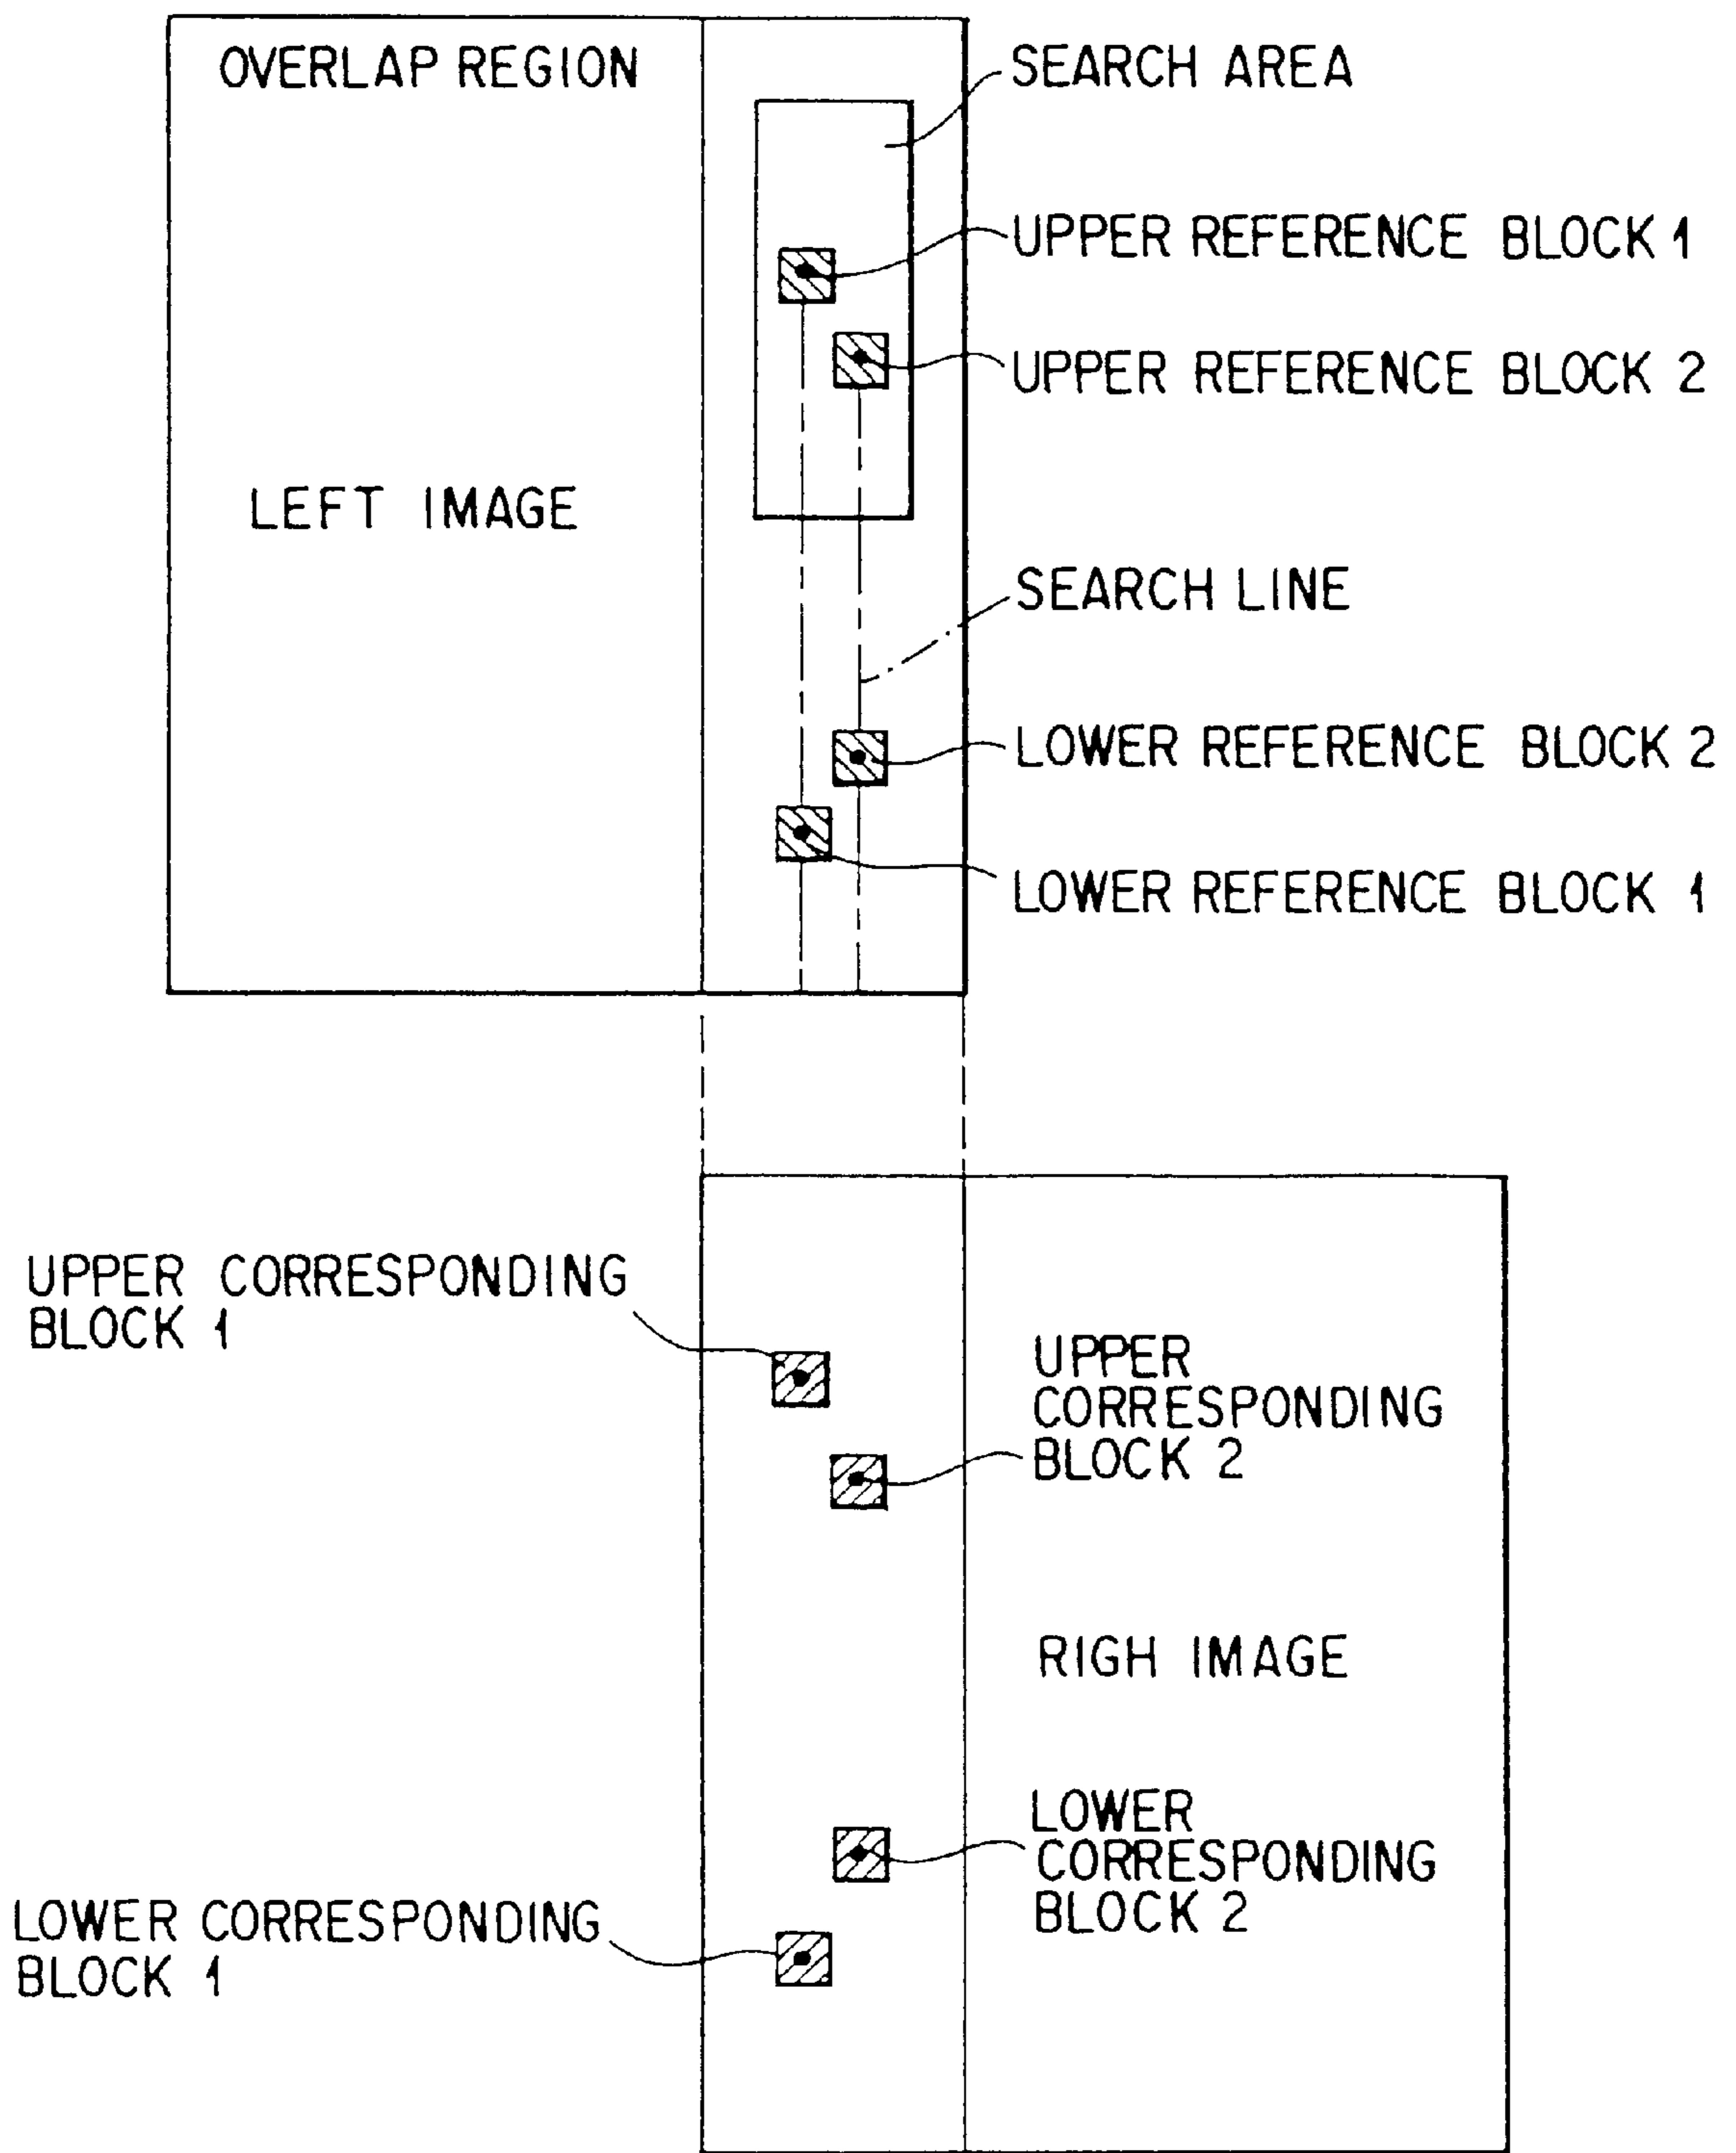 OVERLAP REGION
SEARCH AREA
UPPER REFERENCE BLOCK 1
UPPER REFERENCE BLOCK 2
LEFT IMAGE
SEARCH LINE
LOWER REFERENCE BLOCK 2
LOWER REFERENCE BLOCK 1
UPPER CORRESPONDING
BLOCK 1
UPPER
CORRESPONDING
BLOCK 2
RIGH IMAGE
LOWER
CORRESPONDING
BLOCK 2
LOWER CORRESPONDING
BLOCK 1